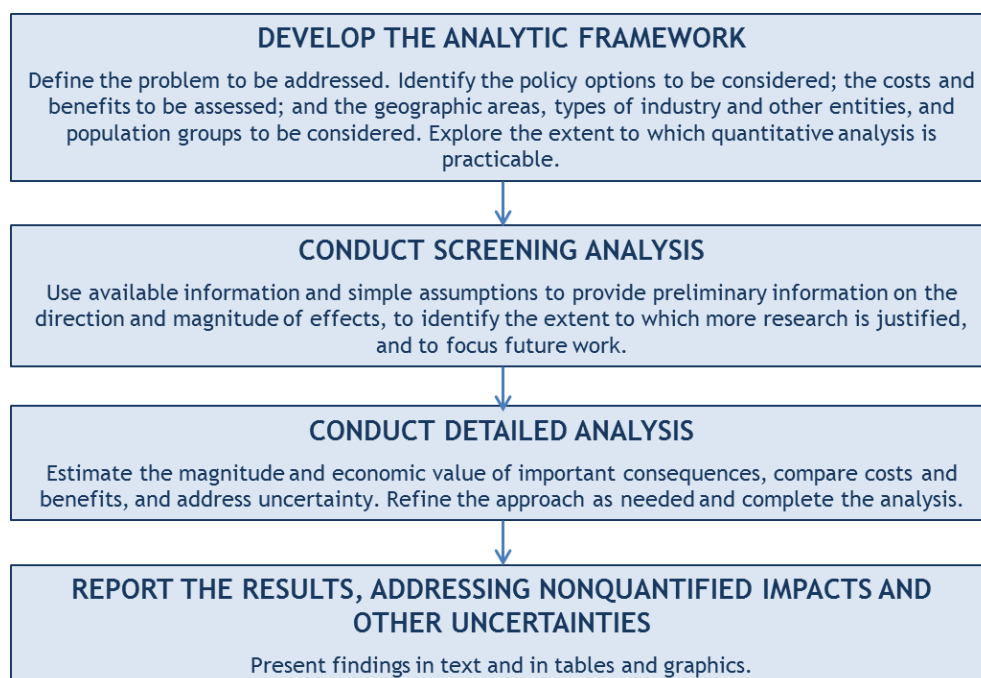 DEVELOP THE ANALYTIC FRAMEWORK
Define the problem to be addressed. Identify the policy options to be considered; the costs and
benefits to be assessed; and the geographic areas, types of industry and other entities, and
population groups to be considered. Explore the extent to which quantitative analysis is
practicable.
CONDUCT SCREENING ANALYSIS
Use available information and simple assumptions to provide preliminary information on the
direction and magnitude of effects, to identify the extent to which more research is justified,
and to focus future work.
CONDUCT DETAILED ANALYSIS
Estimate the magnitude and economic value of important consequences, compare costs and
benefits, and address uncertainty. Refine the approach as needed and complete the analysis.
REPORT THE RESULTS, ADDRESSING NONQUANTIFIED IMPACTS AND
OTHER UNCERTAINTIES
Present findings in text and in tables and graphics.